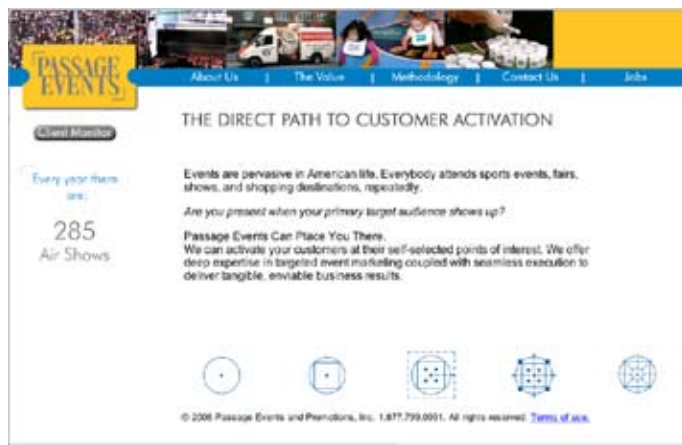 PASSAGE
EVENTS
About Us | The Value | Methodology | Contact Us | Jobs
Client Monitor
THE DIRECT PATH TO CUSTOMER ACTIVATION
Every year there
are:
285
Air Shows
Events are pervasive in American life. Everybody attends sports events, fairs,
shows, and shopping destinations, repeatedly.
Are you present when your primary target audience shows up?
Passage Events Can Place You There.
We can activate your customers at their self-selected points of interest. We offer
deep expertise in targeted event marketing coupled with seamless execution to
deliver tangible, enviable business results.
© 2006 Passage Events and Promotions, Inc. 1.877.799.0991. All rights reserved. Terms of use.